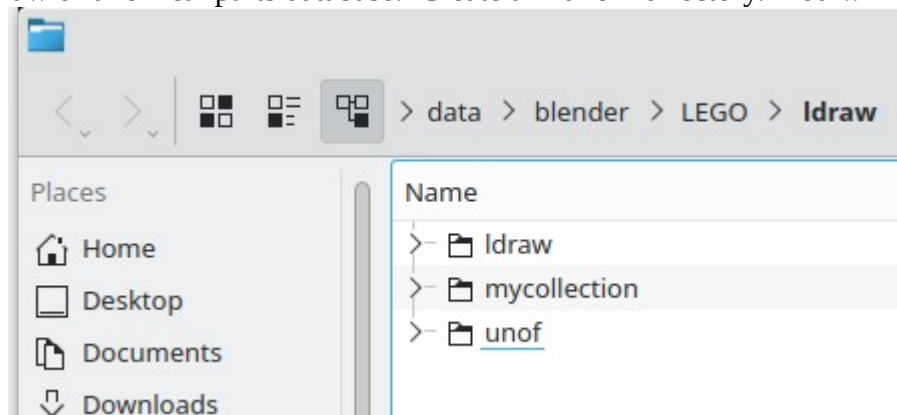 > data > blender > LEGO > ldraw
Places
Name
Home
ldraw
Desktop
mycollection
Documents
unof
Downloads